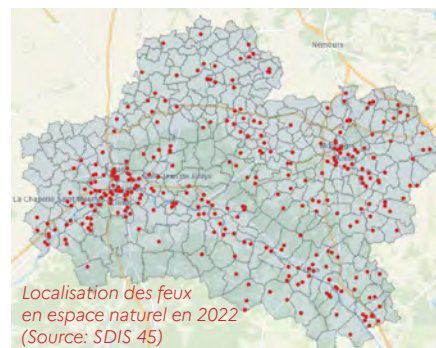 Nemours
La Chapelle Saint-Mesmin
Localisation des feux
en espace naturel en 2022
(Source: SDIS 45)